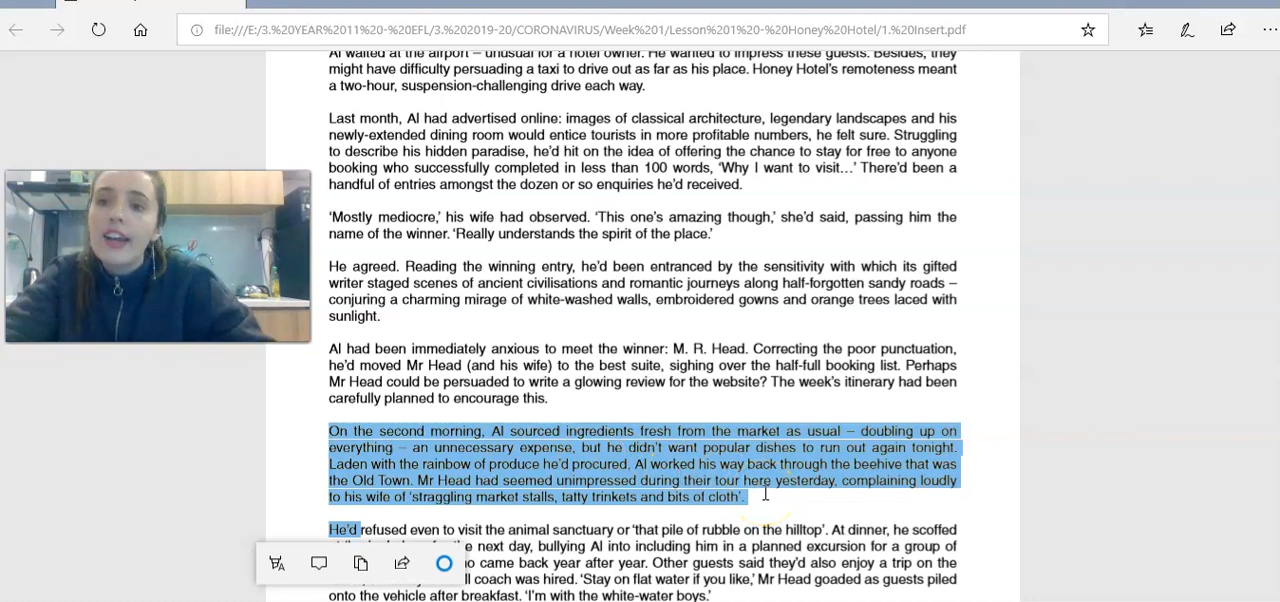 file:///E:/3.%20YEAR%2011%20-%20EFL/3.%202019-20/CORONAVIRUS/Week%201/Lesson%201%20-%20Honey%20Hotel/1.%20Insert.pdf
Al waited at the airport – unusual for a hotel owner. He wanted to impress these guests. Besides, they
might have difficulty persuading a taxi to drive out as far as his place. Honey Hotel's remoteness meant
a two-hour, suspension-challenging drive each way.
Last month, Al had advertised online: images of classical architecture, legendary landscapes and his
newly-extended dining room would entice tourists in more profitable numbers, he felt sure. Struggling
to describe his hidden paradise, he'd hit on the idea of offering the chance to stay for free to anyone
booking who successfully completed in less than 100 words, 'Why I want to visit…' There'd been a
handful of entries amongst the dozen or so enquiries he'd received.
'Mostly mediocre,' his wife had observed. 'This one's amazing though,' she'd said, passing him the
name of the winner. 'Really understands the spirit of the place.'
He agreed. Reading the winning entry, he'd been entranced by the sensitivity with which its gifted
writer staged scenes of ancient civilisations and romantic journeys along half-forgotten sandy roads –
conjuring a charming mirage of white-washed walls, embroidered gowns and orange trees laced with
sunlight.
Al had been immediately anxious to meet the winner: M. R. Head. Correcting the poor punctuation,
he'd moved Mr Head (and his wife) to the best suite, sighing over the half-full booking list. Perhaps
Mr Head could be persuaded to write a glowing review for the website? The week's itinerary had been
carefully planned to encourage this.
On the second morning, Al sourced ingredients fresh from the market as usual – doubling up on
everything – an unnecessary expense, but he didn't want popular dishes to run out again tonight.
Laden with the rainbow of produce he'd procured, Al worked his way back through the beehive that was
the Old Town. Mr Head had seemed unimpressed during their tour here yesterday, complaining loudly
to his wife of 'straggling market stalls, tatty trinkets and bits of cloth'.
He'd refused even to visit the animal sanctuary or 'that pile of rubble on the hilltop'. At dinner, he scoffed
the next day, bullying Al into including him in a planned excursion for a group of
came back year after year. Other guests said they'd also enjoy a trip on the
coach was hired. 'Stay on flat water if you like,' Mr Head goaded as guests piled
onto the vehicle after breakfast. 'I'm with the white-water boys.'